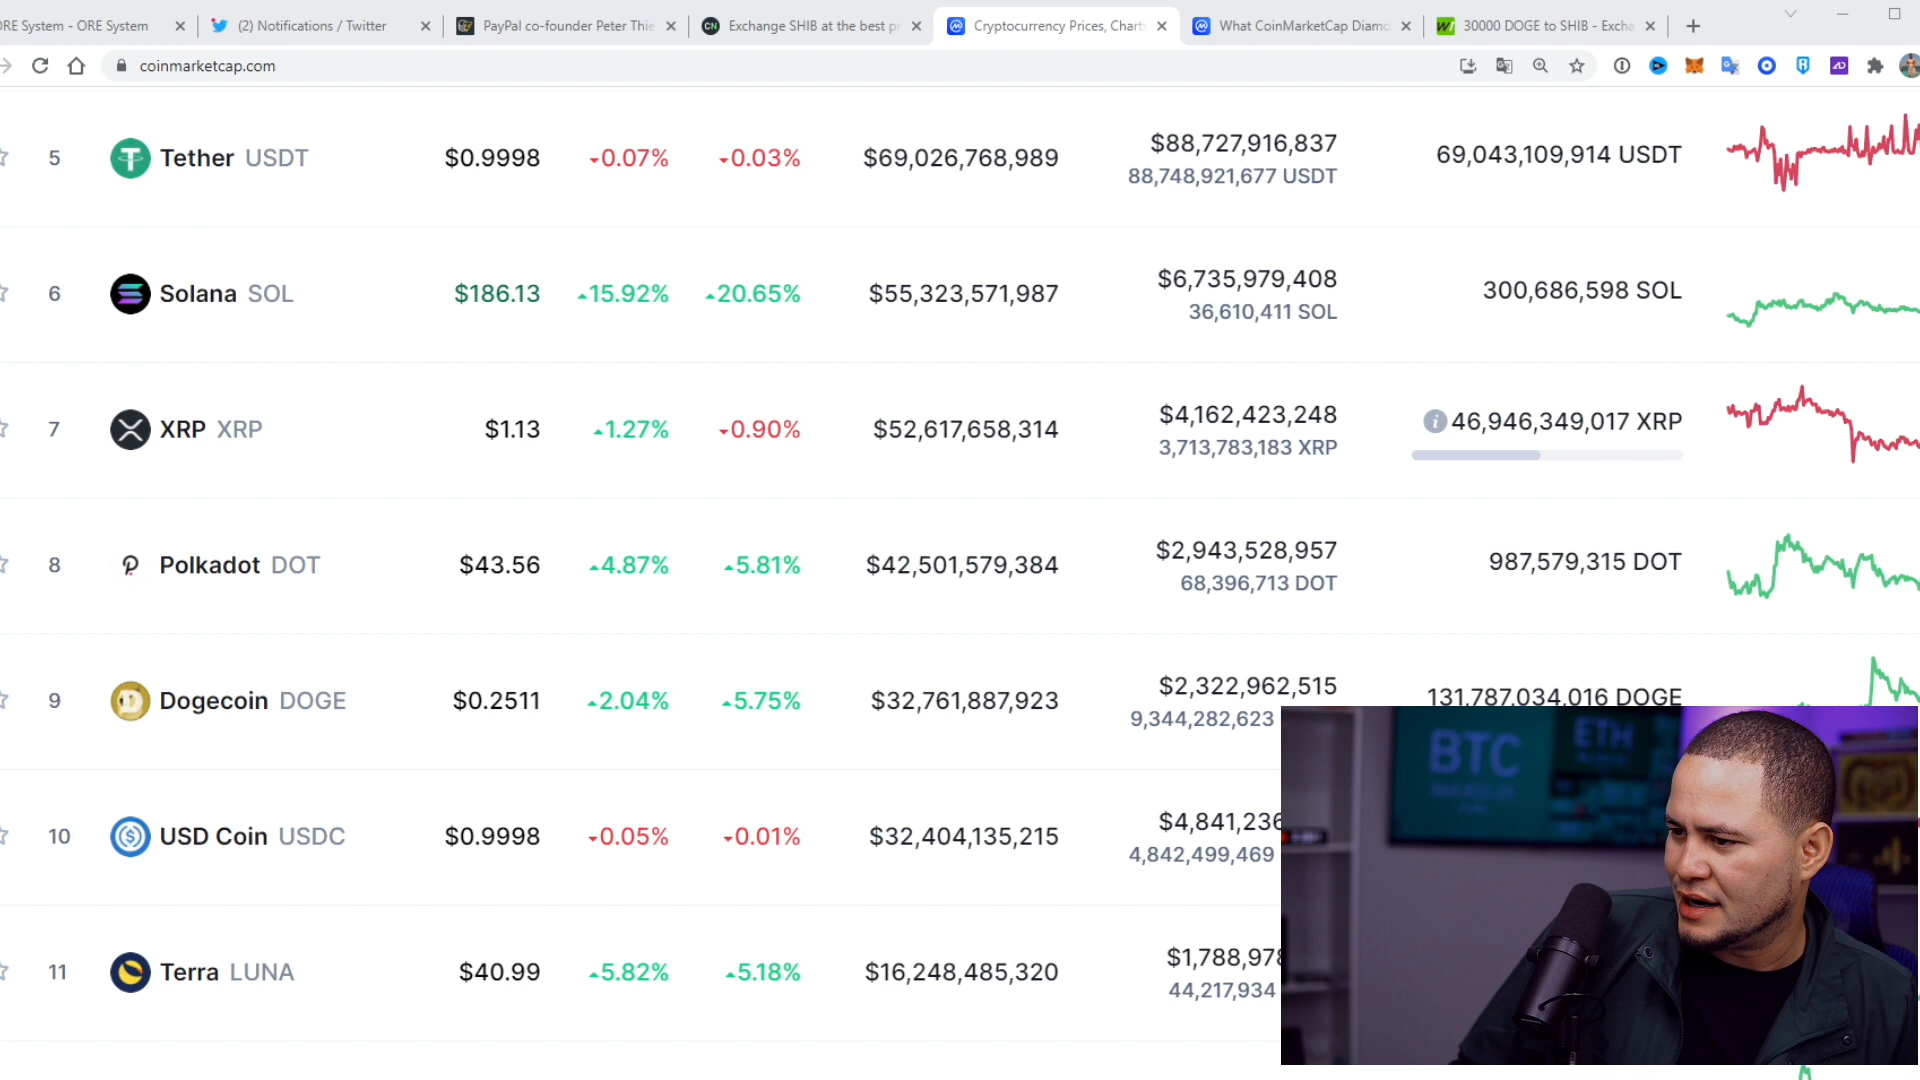 RE System - ORE System
(2) Notifications / Twitter
PayPal co-founder Peter Thie
Exchange SHIB at the best pr
Cryptocurrency Prices, Charts
What CoinMarketCap Diamo
30000 DOGE to SHIB - Excha
coinmarketcap.com
5 Tether USDT $0.9998 0.07% 0.03% $69,026,768,989 $88,727,916,837 69,043,109,914 USDT
88,748,921,677 USDT
6 Solana SOL $186.13 15.92% 20.65% $55,323,571,987 $6,735,979,408 300,686,598 SOL
36,610,411 SOL
7 XRP XRP $1.13 1.27% 0.90% $52,617,658,314 $4,162,423,248 46,946,349,017 XRP
3,713,783,183 XRP
8 Polkadot DOT $43.56 4.87% 5.81% $42,501,579,384 $2,943,528,957 987,579,315 DOT
68,396,713 DOT
9 Dogecoin DOGE $0.2511 2.04% 5.75% $32,761,887,923 $2,322,962,515 131,787,034,016 DOGE
9,344,282,623
10 USD Coin USDC $0.9998 0.05% 0.01% $32,404,135,215 $4,841,236
4,842,499,469
11 Terra LUNA $40.99 5.82% 5.18% $16,248,485,320 $1,788,978
44,217,934
BTC
ETH